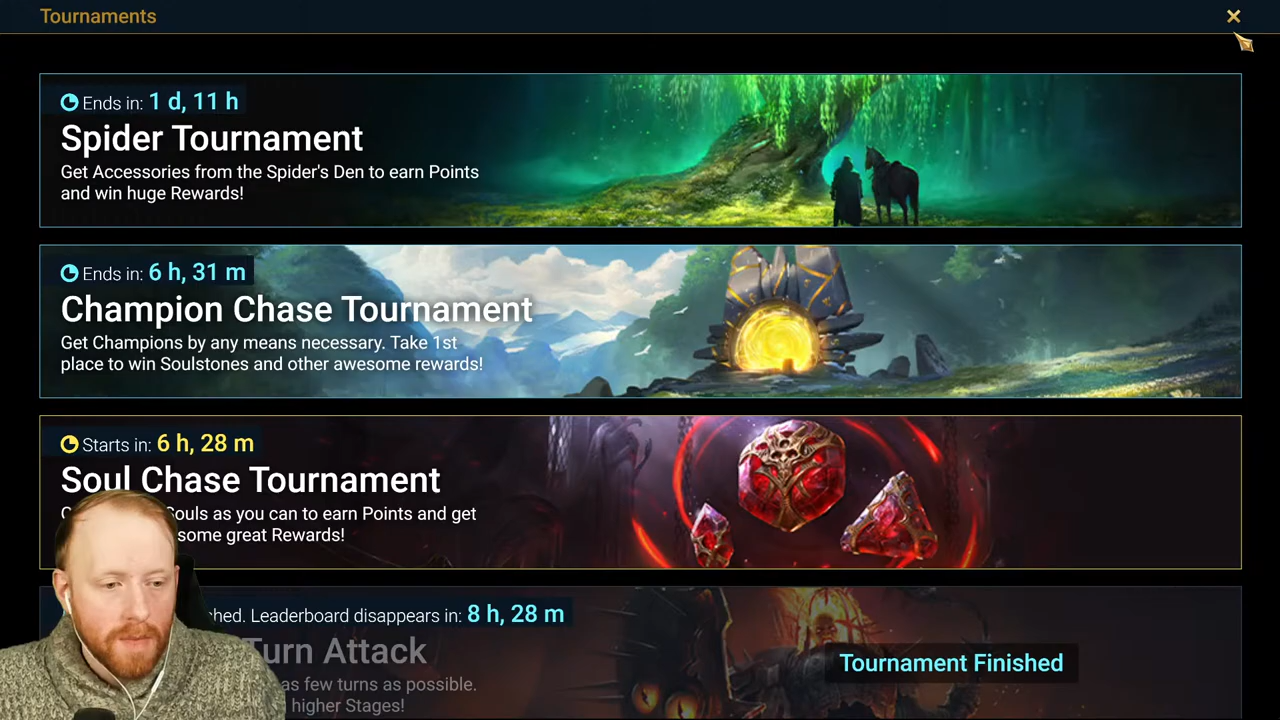 Tournaments
Ends in: 1 d, 11 h
Spider Tournament
Get Accessories from the Spider's Den to earn Points
and win huge Rewards!
Ends in: 6 h, 31 m
Champion Chase Tournament
Get Champions by any means necessary. Take 1st
place to win Soulstones and other awesome rewards!
Starts in: 6 h, 28 m
Soul Chase Tournament
Souls as you can to earn Points and get
some great Rewards!
Leaderboard disappears in: 8 h, 28 m
Turn Attack
Tournament Finished
as few turns as possible.
higher Stages!